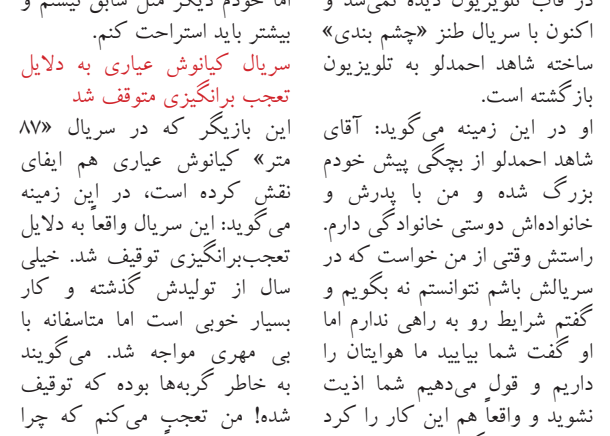 در قاب تلویزیون دیده نمی‌شد و
اکنون با سریال طنز «چشم بندی»
ساخته شاهد احمدلو به تلویزیون
بازگشته است.
او در این زمینه می‌گوید: آقای
شاهد احمدلو از بچگی پیش خودم
بزرگ شده و من با پدرش و
خانواده‌اش دوستی خانوادگی دارم.
راستش وقتی از من خواست که در
سریالش باشم نتوانستم نه بگویم و
گفتم شرایط رو به راهی ندارم اما
او گفت شما بیایید ما هوایتان را
داریم و قول می‌دهیم شما اذیت
نشوید و واقعاً هم این کار را کرد
اما خودم دیگر مثل سابق نیستم و
بیشتر باید استراحت کنم.
سریال کیانوش عیاری به دلایل
تعجب برانگیزی متوقف شد
این بازیگر که در سریال «۸۷
متر» کیانوش عیاری هم ایفای
نقش کرده است، در این زمینه
می‌گوید: این سریال واقعاً به دلایل
تعجب‌برانگیزی توقیف شد. خیلی
سال از تولیدش گذشته و کار
بسیار خوبی است اما متاسفانه با
بی مهری مواجه شد. می‌گویند
به خاطر گربه‌ها بوده که توقیف
شده! من تعجب می‌کنم که چرا